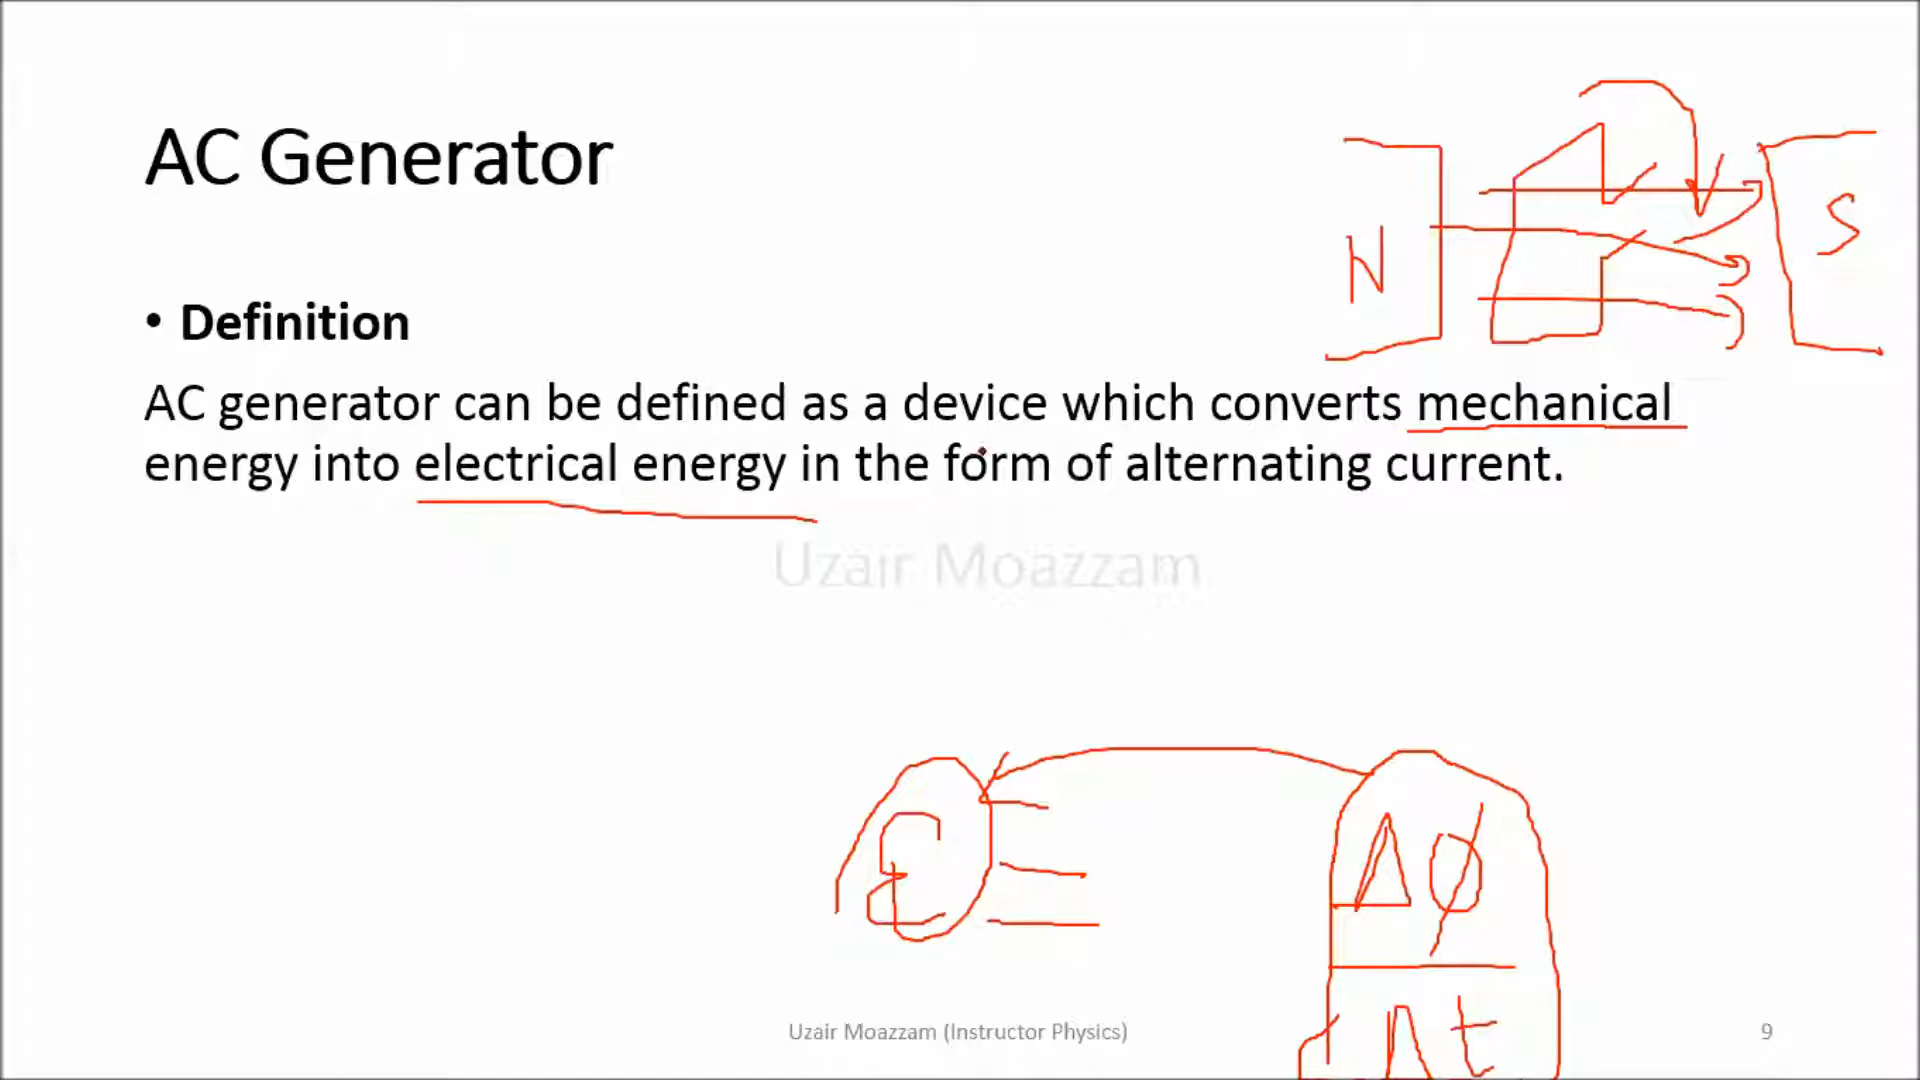 AC Generator
N
S
• Definition
AC generator can be defined as a device which converts mechanical
energy into electrical energy in the form of alternating current.
Uzair Moazzam
Δφ
Δt
Uzair Moazzam (Instructor Physics)
9